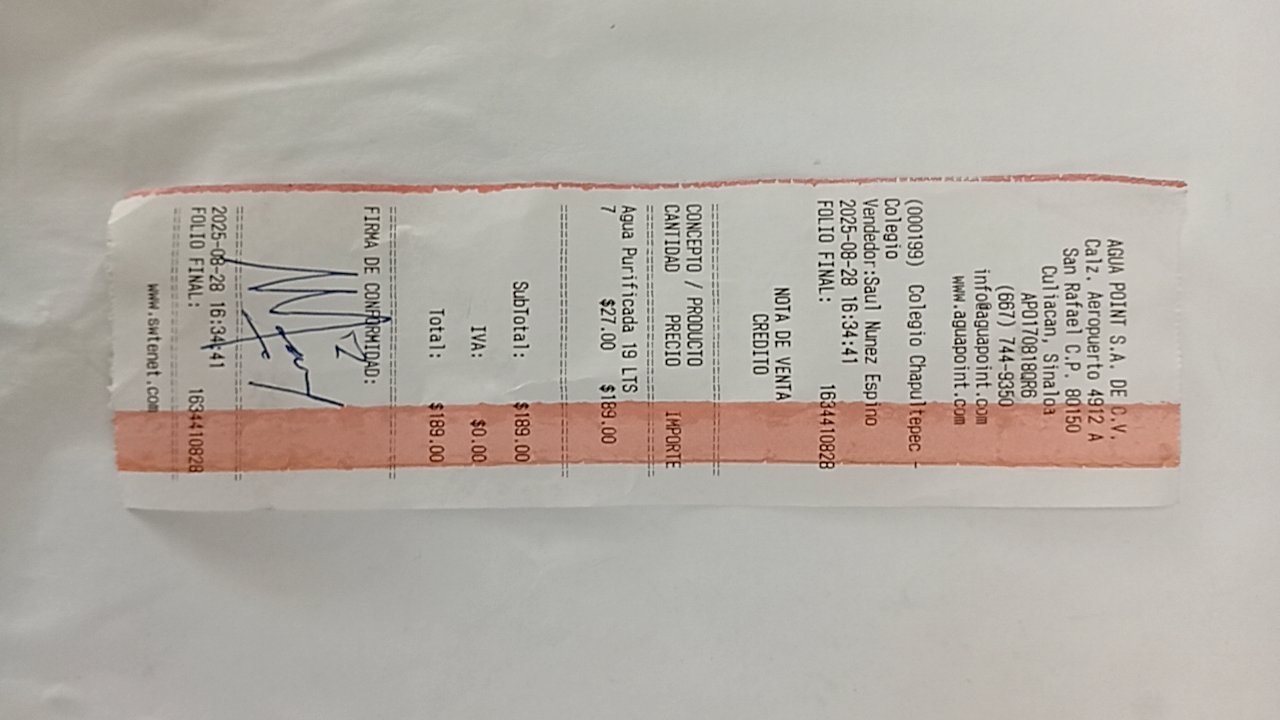 AGUA POINT S.A. DE C.V.
Calz. Aeropuerto 4912 A
San Rafael C.P. 80150
Culiacan, Sinaloa
APO170818QR6
(667) 744-9350
info@aguapoint.com
www.aguapoint.com
(000199) Colegio Chapultepec -
Colegio
Vendedor:Saul Nunez Espino
2025-08-28 16:34:41
FOLIO FINAL: 1634410828
NOTA DE VENTA
CREDITO
==============================
CONCEPTO / PRODUCTO
CANTIDAD PRECIO IMPORTE
==============================
Agua Purificada 19 LTS
7 $27.00 $189.00
==============================
SubTotal: $189.00
IVA: $0.00
Total: $189.00
==============================
FIRMA DE CONFORMIDAD:
==============================
2025-08-28 16:34:41
FOLIO FINAL: 1634410828
==============================
www.swtenet.com